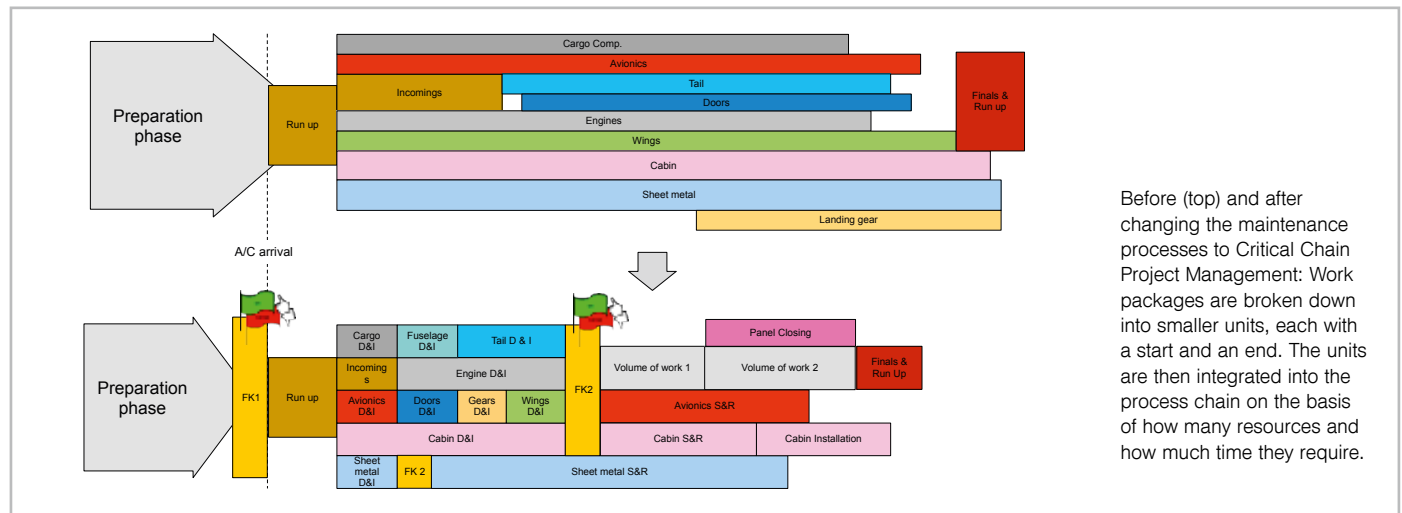 Cargo Comp.
Avionics
Tail
Incomings
Doors
Preparation
phase
Run up
Finals &
Run up
Engines
Wings
Cabin
Sheet metal
Landing gear
A/C arrival
Before (top) and after
changing the maintenance
processes to Critical Chain
Project Management: Work
packages are broken down
into smaller units, each with
a start and an end. The units
are then integrated into the
process chain on the basis
of how many resources and
how much time they require.
Preparation
phase
FK1
Run up
Cargo
D&I
Fuselage
D&I
Tail D & I
Incoming
s
Engine D&I
Avionics
D&I
Doors
D&I
Gears
D&I
Wings
D&I
Cabin D&I
Sheet
metal
D&I
FK 2
Sheet metal S&R
FK2
Panel Closing
Volume of work 1
Volume of work 2
Finals &
Run Up
Avionics S&R
Cabin S&R
Cabin Installation